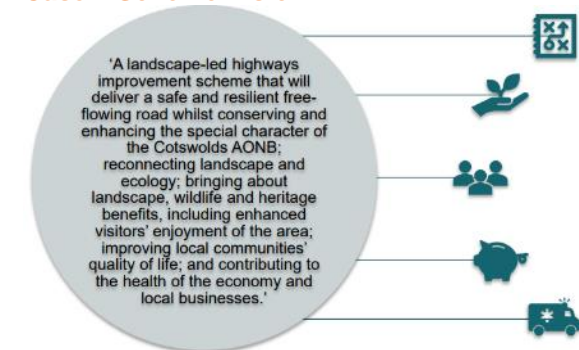 'A landscape-led highways
improvement scheme that will
deliver a safe and resilient free-
flowing road whilst conserving and
enhancing the special character of
the Cotswolds AONB;
reconnecting landscape and
ecology; bringing about
landscape, wildlife and heritage
benefits, including enhanced
visitors' enjoyment of the area;
improving local communities'
quality of life; and contributing to
the health of the economy and
local businesses.'